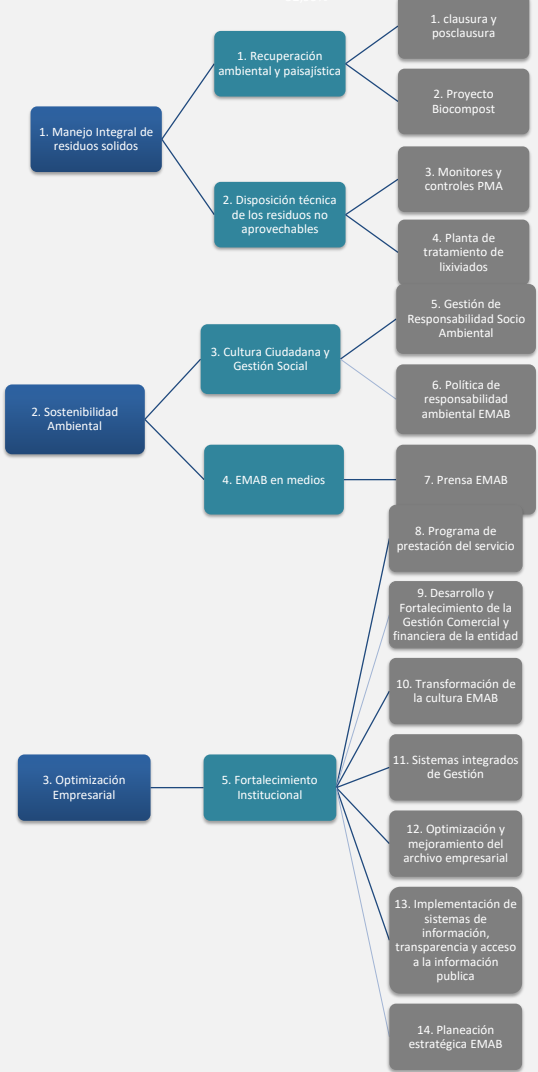 1. Manejo Integral de
residuos solidos
1. Recuperación
ambiental y paisajística
1. clausura y
posclausura
2. Proyecto
Biocompost
2. Disposición técnica
de los residuos no
aprovechables
3. Monitores y
controles PMA
4. Planta de
tratamiento de
lixiviados
2. Sostenibilidad
Ambiental
3. Cultura Ciudadana y
Gestión Social
5. Gestión de
Responsabilidad Socio
Ambiental
6. Política de
responsabilidad
ambiental EMAB
4. EMAB en medios
7. Prensa EMAB
3. Optimización
Empresarial
5. Fortalecimiento
Institucional
8. Programa de
prestación del servicio
9. Desarrollo y
Fortalecimiento de la
Gestión Comercial y
financiera de la entidad
10. Transformación de
la cultura EMAB
11. Sistemas integrados
de Gestión
12. Optimización y
mejoramiento del
archivo empresarial
13. Implementación de
sistemas de
información,
transparencia y acceso
a la información
publica
14. Planeación
estratégica EMAB